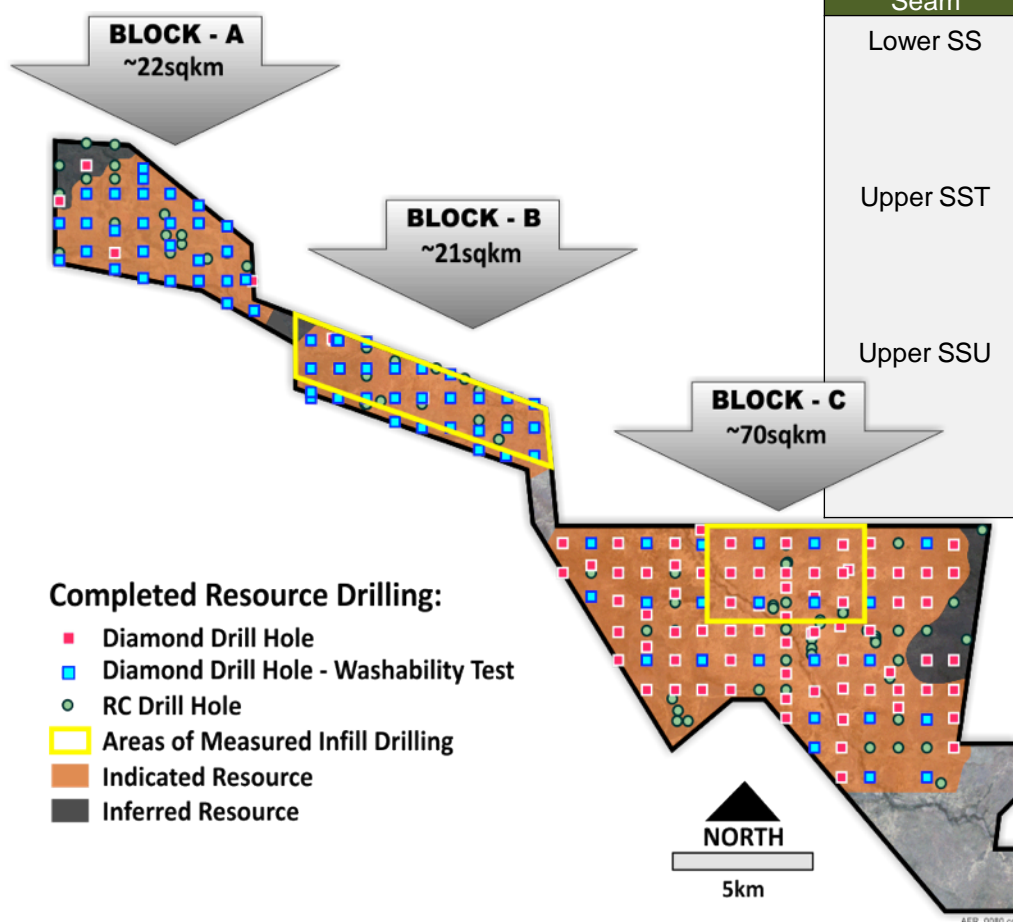 Seam
Lower SS
Upper SST
Upper SSU
BLOCK - A
~22sqkm
BLOCK - B
~21sqkm
BLOCK - C
~70sqkm
Completed Resource Drilling:
Diamond Drill Hole
Diamond Drill Hole - Washability Test
RC Drill Hole
Areas of Measured Infill Drilling
Indicated Resource
Inferred Resource
NORTH
5km